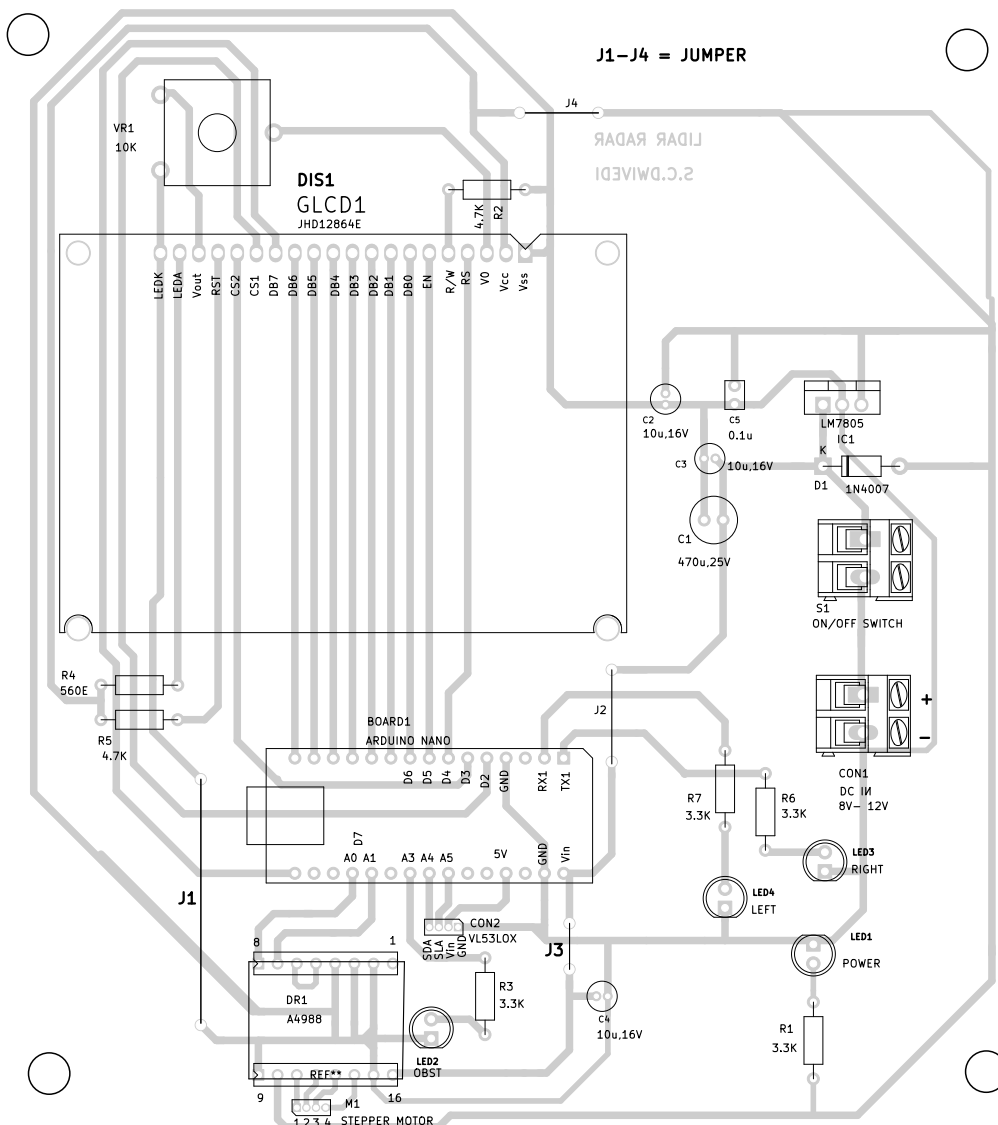 J1-J4 = JUMPER
J4
LIDAR RADAR
S.C.DWIVEDI
VR1
10K
DIS1
GLCD1
JHD12864E
4.7K
R2
LEDK
LEDA
Vout
RST
CS2
CS1
DB7
DB6
DB5
DB4
DB3
DB2
DB1
DB0
EN
R/W
RS
V0
Vcc
Vss
C2
10u,16V
C5
0.1u
LM7805
IC1
C3
10u,16V
K
D1
1N4007
C1
470u,25V
S1
ON/OFF SWITCH
R4
560E
R5
4.7K
J2
BOARD1
ARDUINO NANO
+
-
CON1
DC IN
8V- 12V
D6
D5
D4
D3
D2
GND
RX1
TX1
R7
3.3K
R6
3.3K
D7
A0
A1
A3
A4
A5
5V
GND
Vin
LED3
RIGHT
LED4
LEFT
J1
CON2
VL53LOX
SDA
SLA
Vin
GND
J3
LED1
POWER
8
1
DR1
A4988
R3
3.3K
C4
10u,16V
R1
3.3K
LED2
OBST
REF**
9
16
M1
1 2 3 4 STEPPER MOTOR